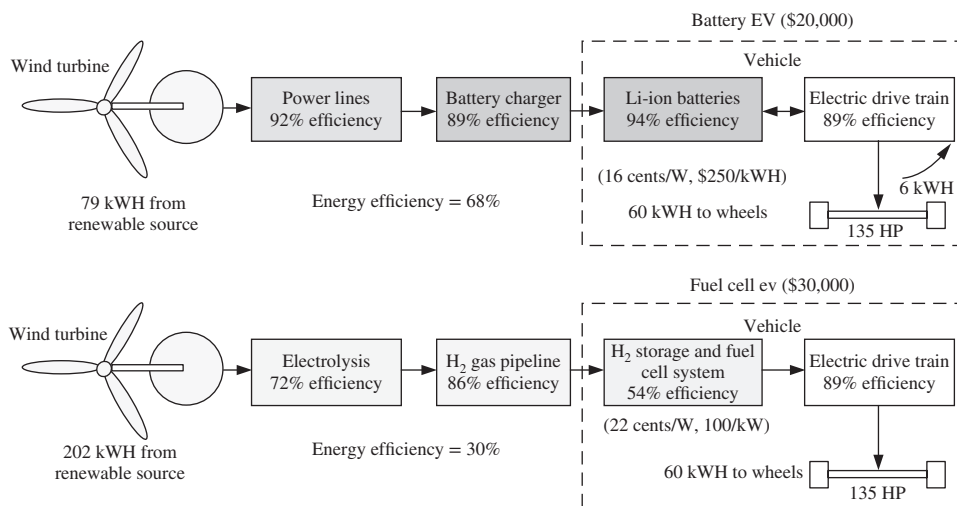 Battery EV ($20,000)
Wind turbine
Vehicle
Power lines
92% efficiency
Battery charger
89% efficiency
Li-ion batteries
94% efficiency
Electric drive train
89% efficiency
79 kWH from
renewable source
Energy efficiency = 68%
(16 cents/W, $250/kWH)
60 kWH to wheels
6 kWH
135 HP
Fuel cell ev ($30,000)
Wind turbine
Vehicle
Electrolysis
72% efficiency
H₂ gas pipeline
86% efficiency
H₂ storage and fuel
cell system
54% efficiency
Electric drive train
89% efficiency
202 kWH from
renewable source
Energy efficiency = 30%
(22 cents/W, 100/kW)
60 kWH to wheels
135 HP